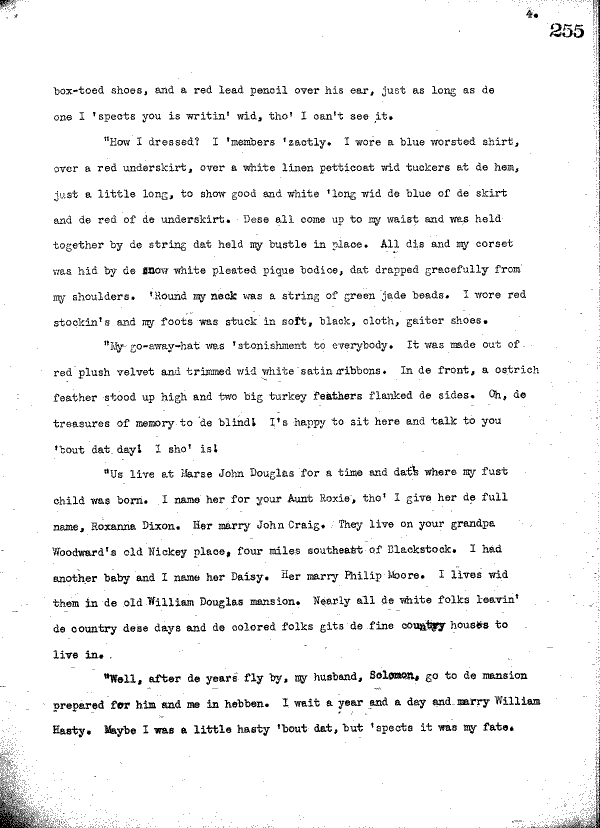 4.
255
box-toed shoes, and a red lead pencil over his ear, just as long as de
one I 'spects you is writin' wid, tho' I can't see it.
"How I dressed? I 'members 'zactly. I wore a blue worsted shirt,
over a red underskirt, over a white linen petticoat wid tuckers at de hem,
just a little long, to show good and white 'long wid de blue of de skirt
and de red of de underskirt. Dese all come up to my waist and was held
together by de string dat held my bustle in place. All dis and my corset
was hid by de snow white pleated pique bodice, dat drapped gracefully from
my shoulders. 'Round my neck was a string of green jade beads. I wore red
stockin's and my foots was stuck in soft, black, cloth, gaiter shoes.
"My go-away-hat was 'stonishment to everybody. It was made out of
red plush velvet and trimmed wid white satin ribbons. In de front, a ostrich
feather stood up high and two big turkey feathers flanked de sides. Oh, de
treasures of memory to de blind! I's happy to sit here and talk to you
'bout dat day! I sho' is!
"Us live at Marse John Douglas for a time and dat's where my fust
child was born. I name her for your Aunt Roxie, tho' I give her de full
name, Roxanna Dixon. Her marry John Craig. They live on your grandpa
Woodward's old Nickey place, four miles southeast of Blackstock. I had
another baby and I name her Daisy. Her marry Philip Moore. I lives wid
them in de old William Douglas mansion. Nearly all de white folks leavin'
de country dese days and de colored folks gits de fine country houses to
live in.
"Well, after de years fly by, my husband, Solomon, go to de mansion
prepared for him and me in hebben. I wait a year and a day and marry William
Hasty. Maybe I was a little hasty 'bout dat, but 'spects it was my fate.